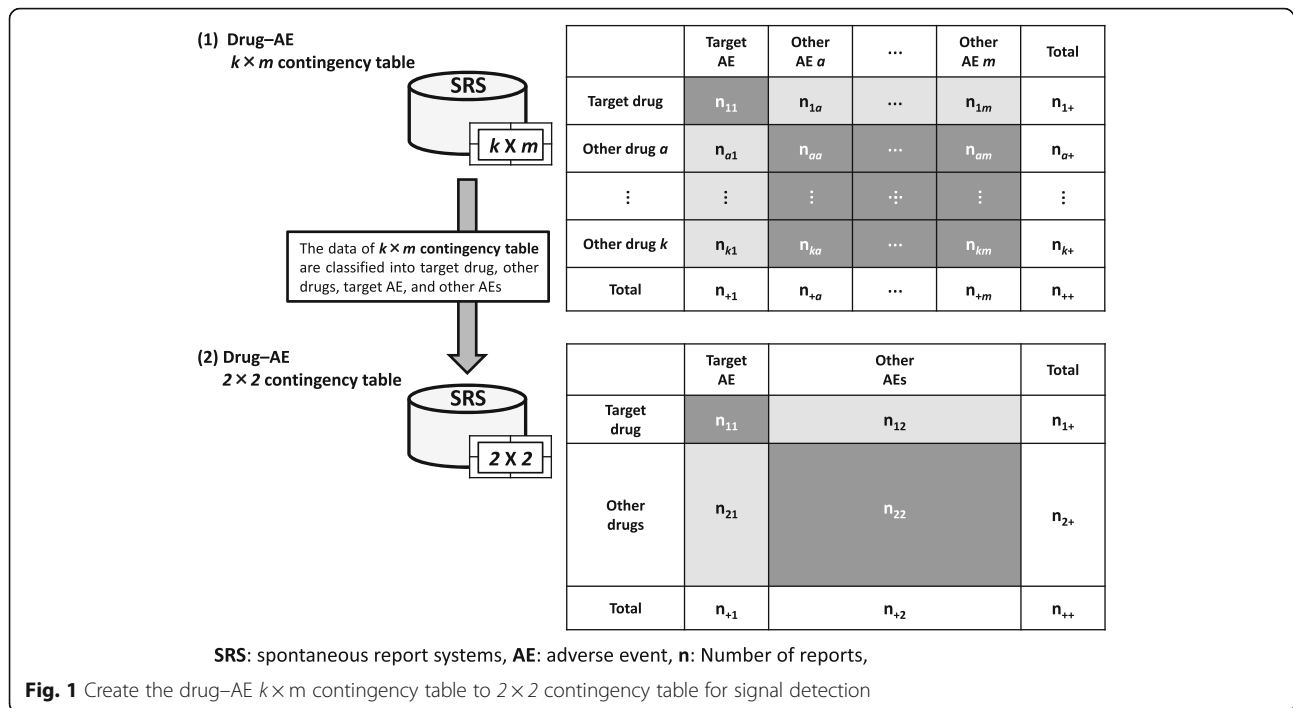 (1) Drug–AE
k × m contingency table
SRS
k X m
The data of k × m contingency table
are classified into target drug, other
drugs, target AE, and other AEs
(2) Drug–AE
2 × 2 contingency table
SRS
2 X 2
Target AE Other AE a ... Other AE m Total
Target drug n11 n1a ... n1m n1+
Other drug a na1 naa ... nam na+
⋮ ⋮ ⋮ ⋱ ⋮ ⋮
Other drug k nk1 nka ... nkm nk+
Total n+1 n+a ... n+m n++
Target AE Other AEs Total
Target drug n11 n12 n1+
Other drugs n21 n22 n2+
Total n+1 n+2 n++
SRS: spontaneous report systems, AE: adverse event, n: Number of reports,
Fig. 1 Create the drug–AE k × m contingency table to 2 × 2 contingency table for signal detection